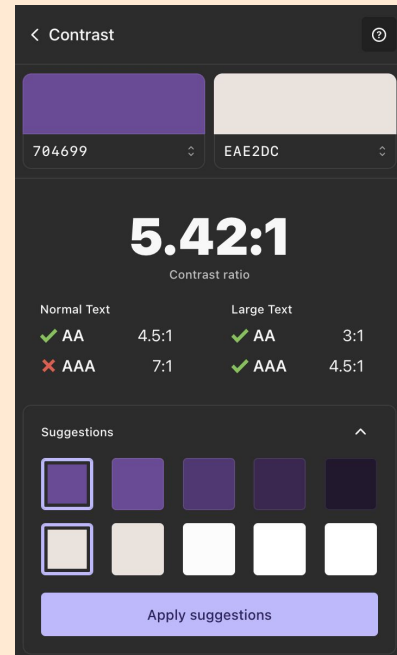 Contrast
704699
EAE2DC
5.42:1
Contrast ratio
Normal Text
AA 4.5:1
AAA 7:1
Large Text
AA 3:1
AAA 4.5:1
Suggestions
Apply suggestions